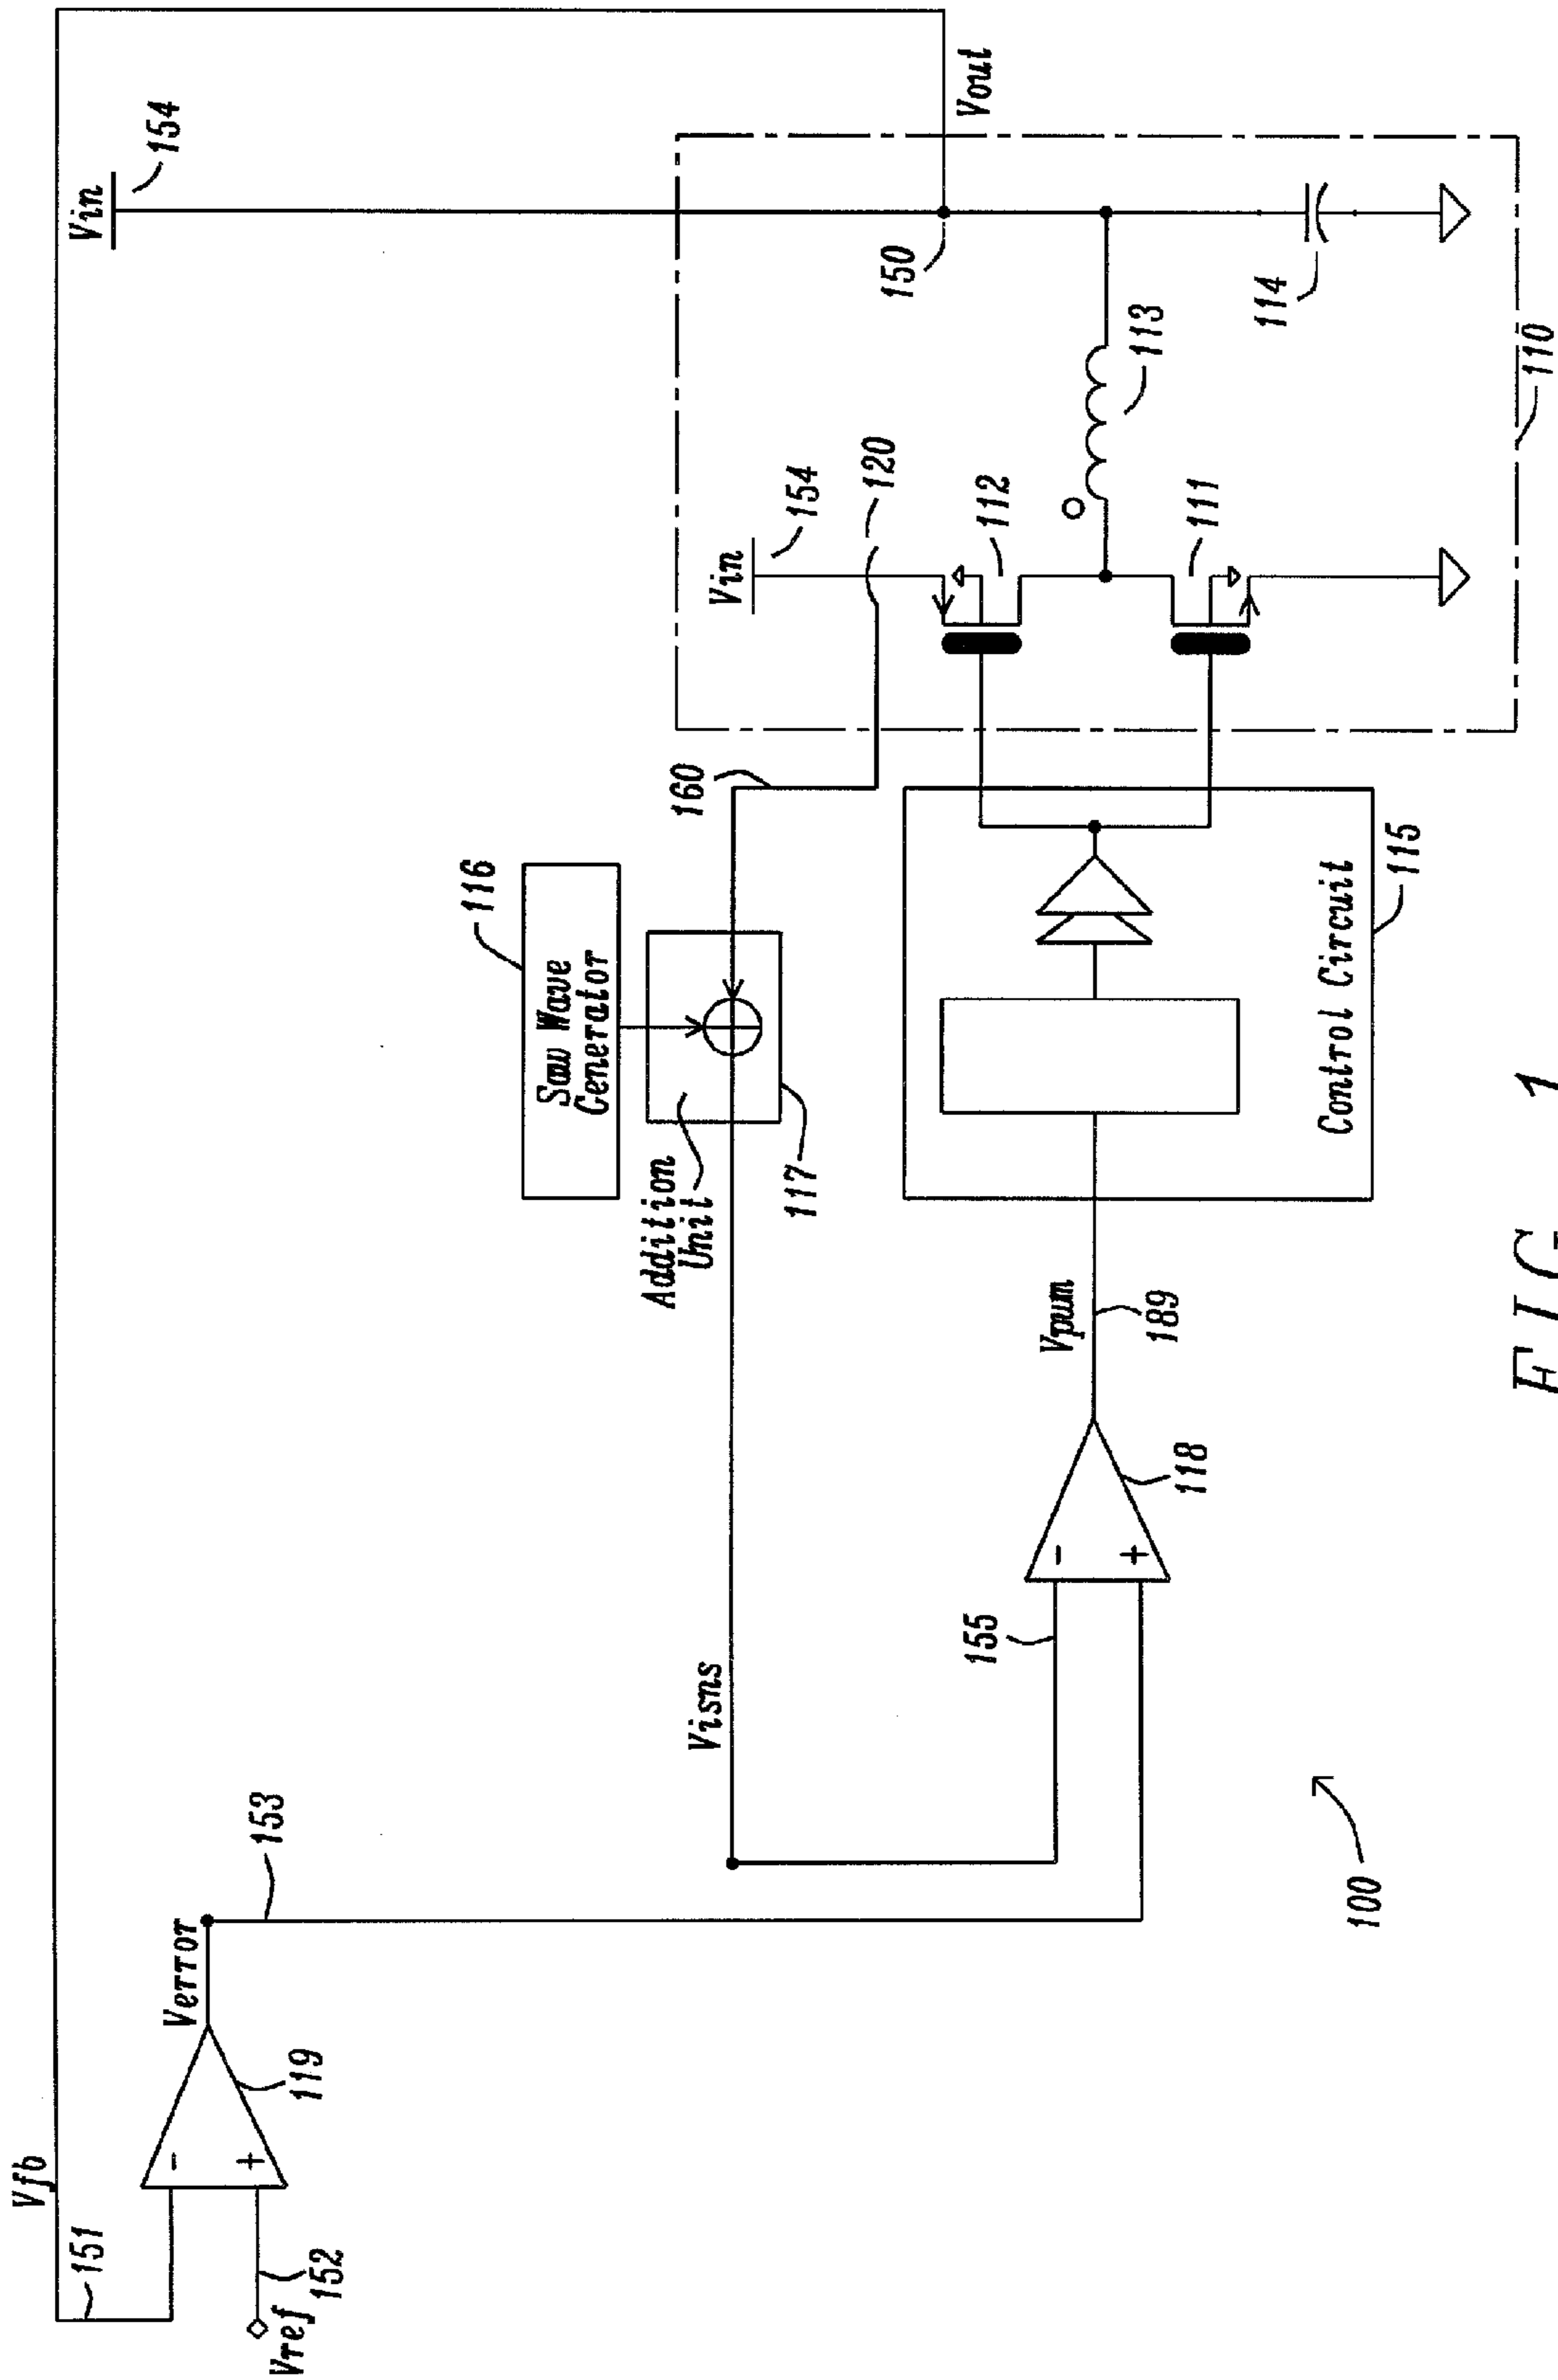 Vfb
151
Vin
154
Verror
153
119
Vref
152
116
Saw Wave
Generator
Addition
Unit
160
Visns
Vin
154
117
120
150
Vout
155
112
Vpwm
189
113
118
111
114
Control Circuit
100
115
110
FIG. 1